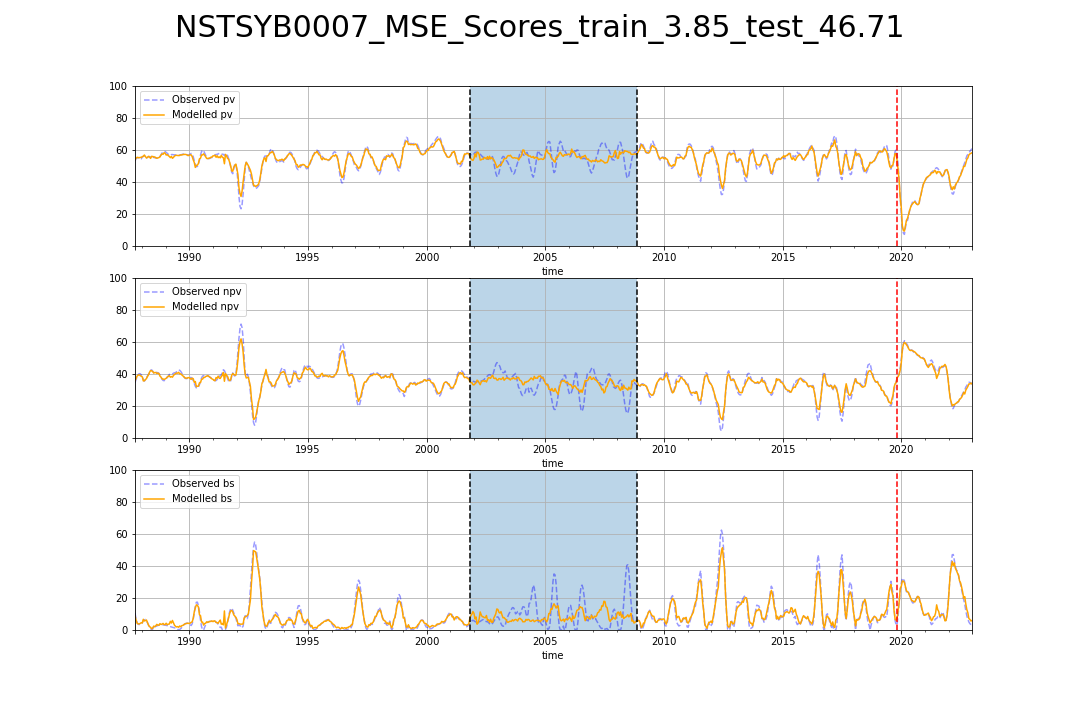 NSTSYB0007_MSE_Scores_train_3.85_test_46.71
100
80
60
40
20
0
Observed pv
Modelled pv
1990 1995 2000 2005 2010 2015 2020
time
100
80
60
40
20
0
Observed npv
Modelled npv
1990 1995 2000 2005 2010 2015 2020
time
100
80
60
40
20
0
Observed bs
Modelled bs
1990 1995 2000 2005 2010 2015 2020
time